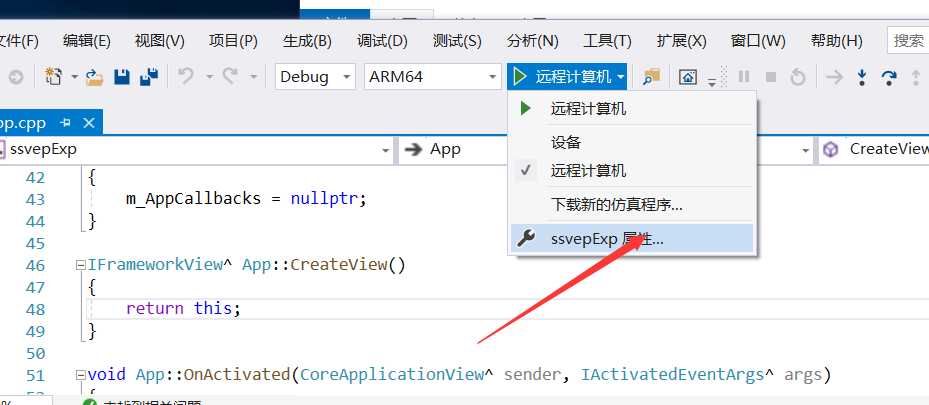 文件(F) 编辑(E) 视图(V) 项目(P) 生成(B) 调试(D) 测试(S) 分析(N) 工具(T) 扩展(X) 窗口(W) 帮助(H) 搜索
Debug ARM64 远程计算机
pp.cpp
远程计算机
设备
远程计算机
下载新的仿真程序...
ssvepExp 属性...
ssvepExp App CreateView
42 {
43 m_AppCallbacks = nullptr;
44 }
45
46 IFrameworkView^ App::CreateView()
47 {
48 return this;
49 }
50
51 void App::OnActivated(CoreApplicationView^ sender, IActivatedEventArgs^ args)